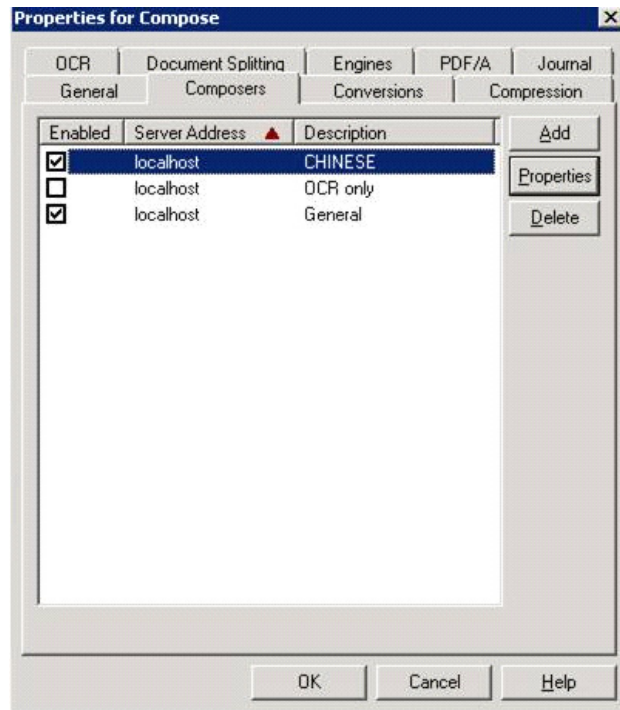 Properties for Compose
OCR Document Splitting Engines PDF/A Journal
General Composers Conversions Compression
Enabled Server Address Description
localhost CHINESE
localhost OCR only
localhost General
Add
Properties
Delete
OK Cancel Help